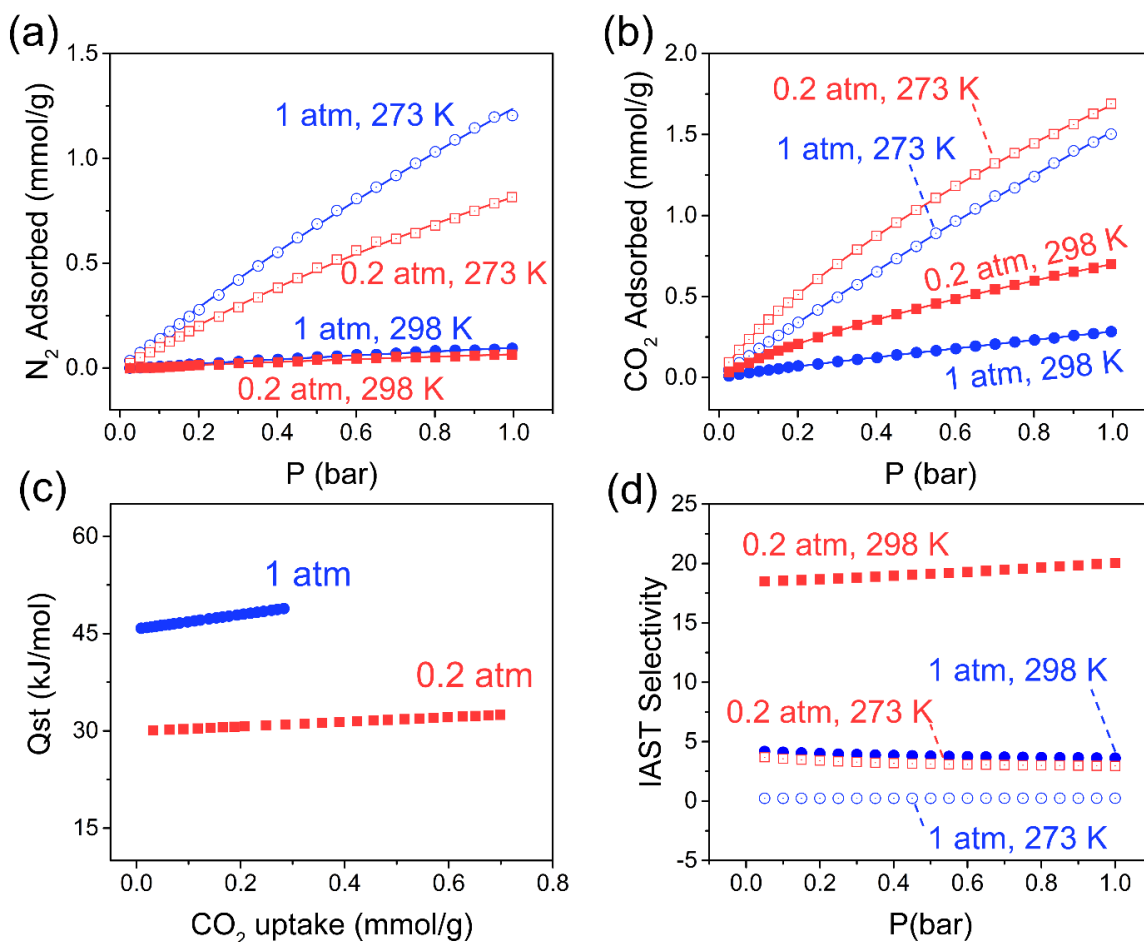 (a)
N₂ Adsorbed (mmol/g)
1.5
1.0
0.5
0.0
1 atm, 273 K
0.2 atm, 273 K
1 atm, 298 K
0.2 atm, 298 K
0.0 0.2 0.4 0.6 0.8 1.0
P (bar)
(b)
CO₂ Adsorbed (mmol/g)
2.0
1.5
1.0
0.5
0.0
0.2 atm, 273 K
1 atm, 273 K
0.2 atm, 298 K
1 atm, 298 K
0.0 0.2 0.4 0.6 0.8 1.0
P (bar)
(c)
Qst (kJ/mol)
60
45
30
15
1 atm
0.2 atm
0.0 0.2 0.4 0.6 0.8
CO₂ uptake (mmol/g)
(d)
IAST Selectivity
25
20
15
10
5
0
-5
0.2 atm, 298 K
1 atm, 298 K
0.2 atm, 273 K
1 atm, 273 K
0.0 0.2 0.4 0.6 0.8 1.0
P(bar)